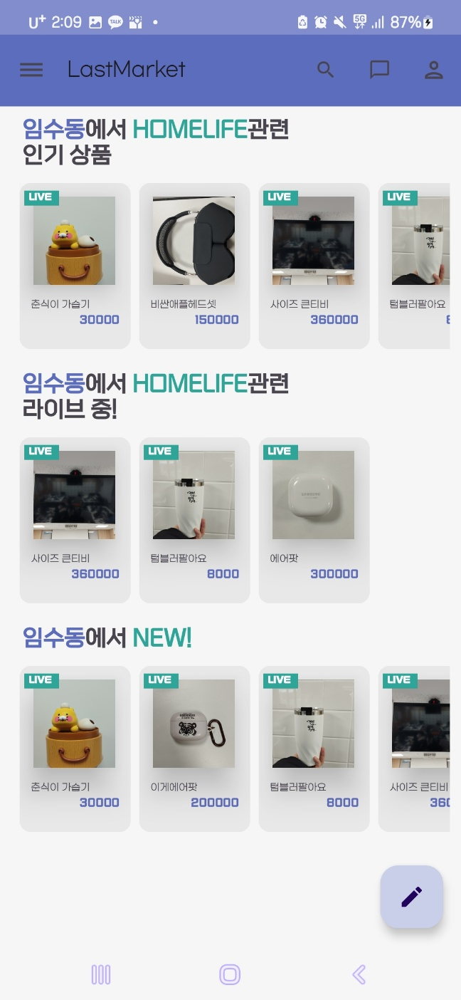 U+ 2:09 TALK 5G 87%
LastMarket
임수동에서 HOMELIFE관련
인기 상품
LIVE
춘식이 가습기
30000
비싼애플헤드셋
150000
LIVE
사이즈 큰티비
360000
LIVE
텀블러팔아요
임수동에서 HOMELIFE관련
라이브 중!
LIVE
사이즈 큰티비
360000
LIVE
텀블러팔아요
8000
LIVE
SAMSUNG
에어팟
300000
임수동에서 NEW!
LIVE
춘식이 가습기
30000
LIVE
이게에어팟
200000
LIVE
텀블러팔아요
8000
LIVE
사이즈 큰티비